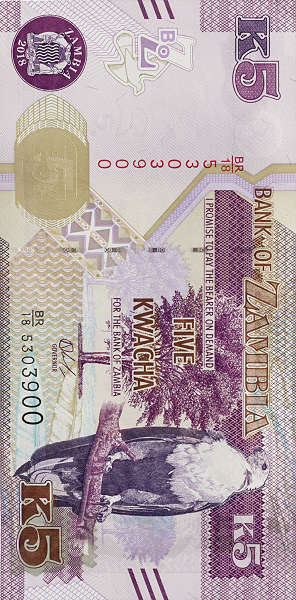 K5
BoZ
ZAMBIA
2018
BR/18 5303900
BANK OF ZAMBIA
I PROMISE TO PAY THE BEARER ON DEMAND
FIVE
KWACHA
FOR THE BANK OF ZAMBIA
GOVERNOR
BR/18 5303900
K5
K5